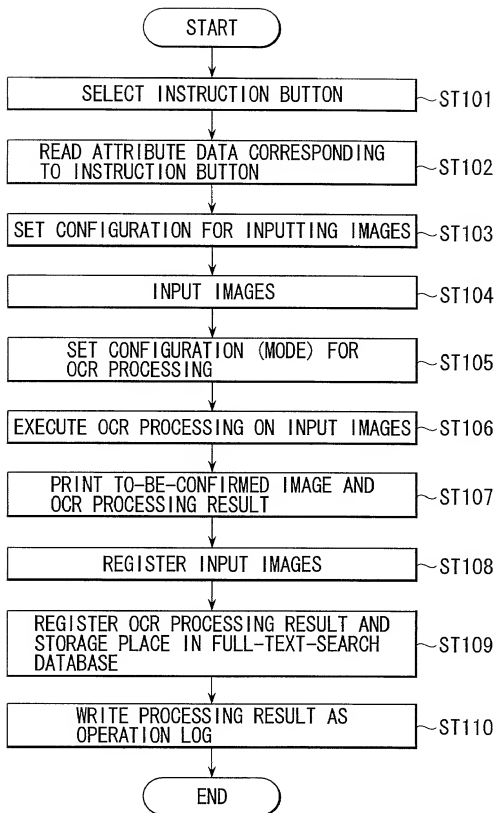 START
SELECT INSTRUCTION BUTTON
ST101
READ ATTRIBUTE DATA CORRESPONDING
TO INSTRUCTION BUTTON
ST102
SET CONFIGURATION FOR INPUTTING IMAGES
ST103
INPUT IMAGES
ST104
SET CONFIGURATION (MODE) FOR
OCR PROCESSING
ST105
EXECUTE OCR PROCESSING ON INPUT IMAGES
ST106
PRINT TO-BE-CONFIRMED IMAGE AND
OCR PROCESSING RESULT
ST107
REGISTER INPUT IMAGES
ST108
REGISTER OCR PROCESSING RESULT AND
STORAGE PLACE IN FULL-TEXT-SEARCH
DATABASE
ST109
WRITE PROCESSING RESULT AS
OPERATION LOG
ST110
END